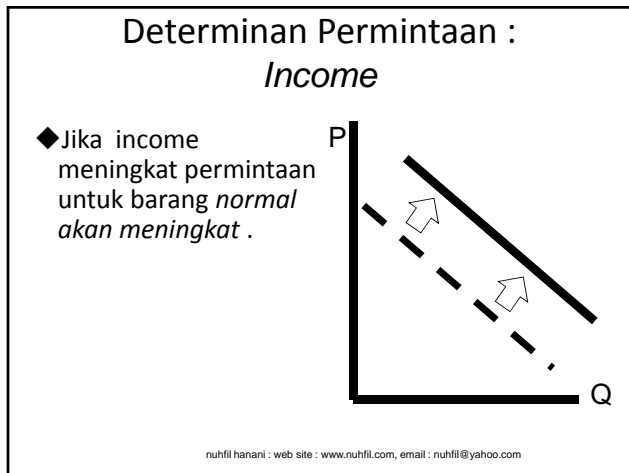 Determinan Permintaan :
Income
◆Jika income
meningkat permintaan
untuk barang normal
akan meningkat .
P
Q
nuhfil hanani : web site : www.nuhfil.com, email : nuhfil@yahoo.com